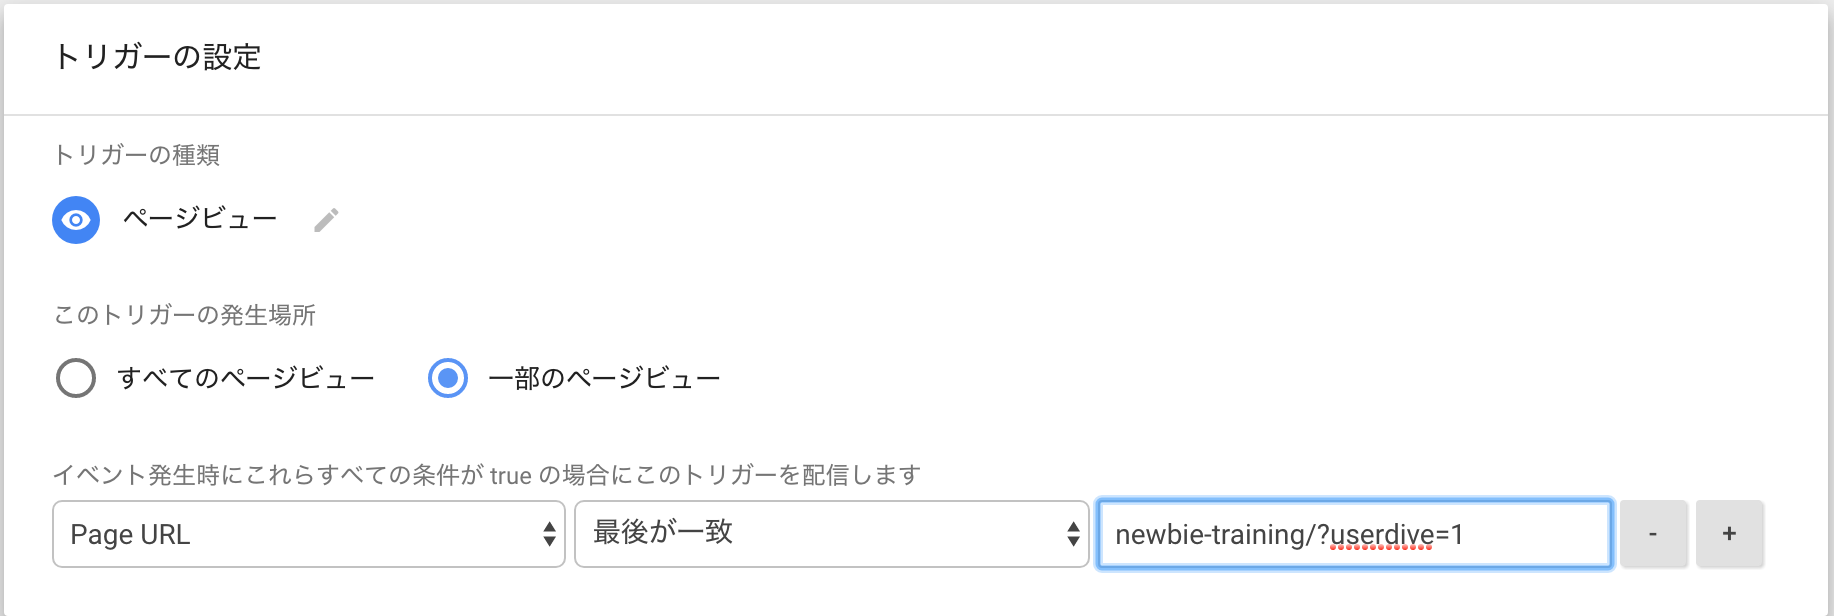 トリガーの設定
トリガーの種類
ページビュー
このトリガーの発生場所
すべてのページビュー 一部のページビュー
イベント発生時にこれらすべての条件が true の場合にこのトリガーを配信します
Page URL 最後が一致 newbie-training/?userdive=1 - +